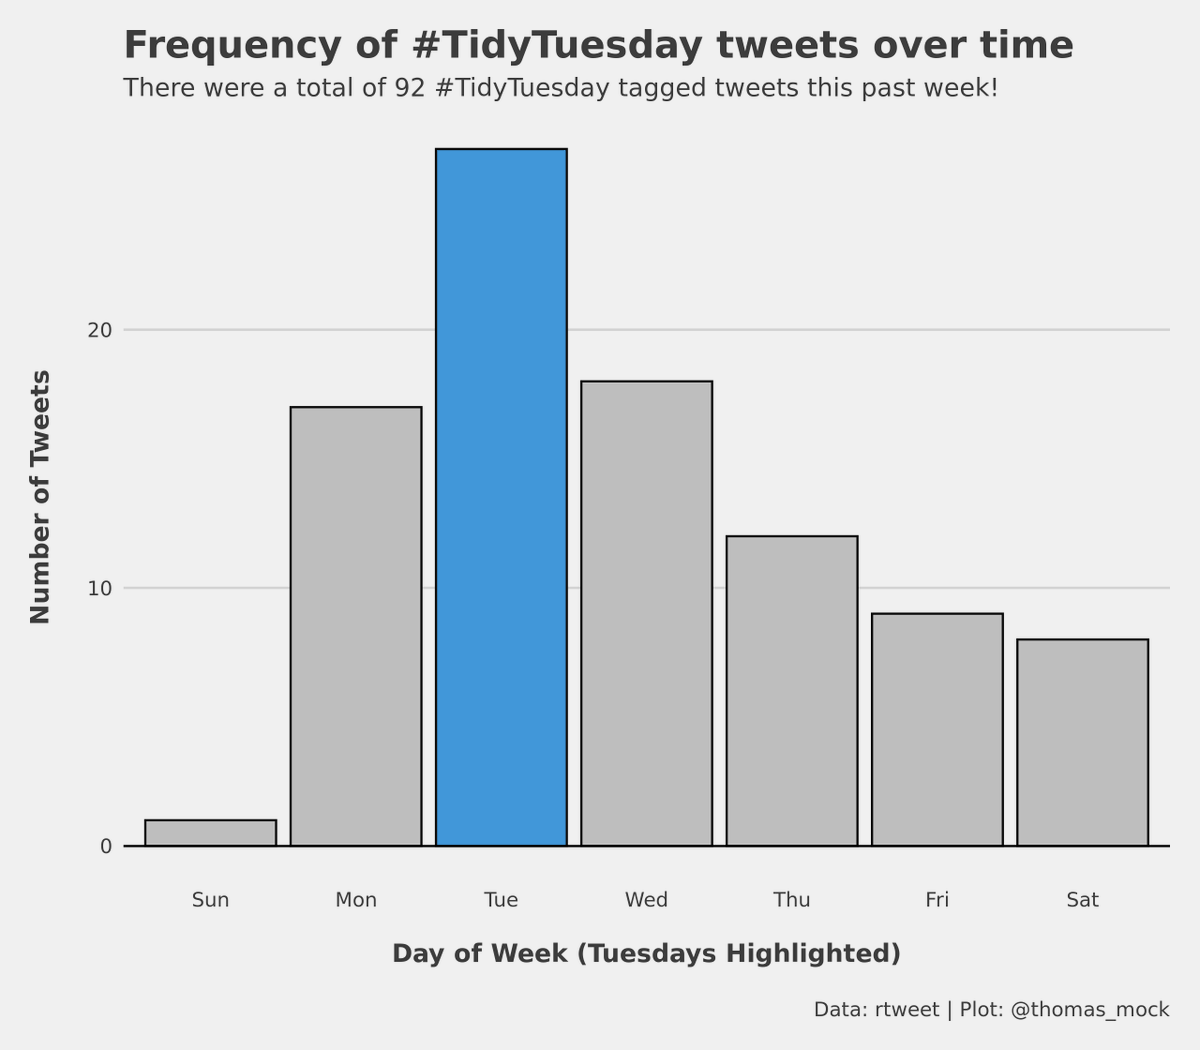 Frequency of #TidyTuesday tweets over time
There were a total of 92 #TidyTuesday tagged tweets this past week!
Number of Tweets
20
10
0
Sun Mon Tue Wed Thu Fri Sat
Day of Week (Tuesdays Highlighted)
Data: rtweet | Plot: @thomas_mock